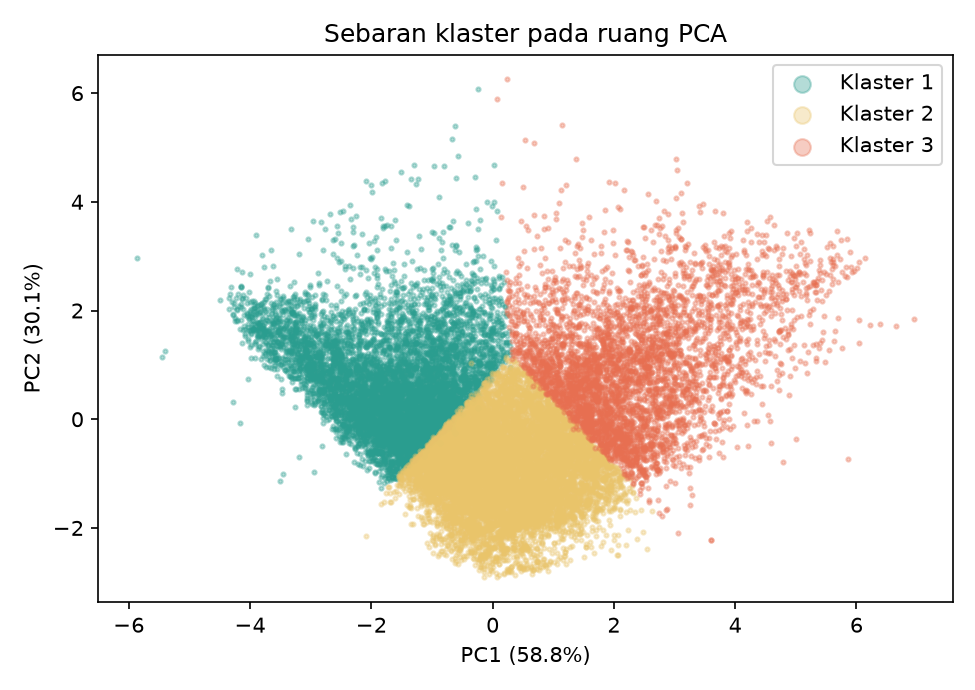 Sebaran klaster pada ruang PCA
Klaster 1
Klaster 2
Klaster 3
6
4
2
0
−2
PC2 (30.1%)
−6
−4
−2
0
2
4
6
PC1 (58.8%)